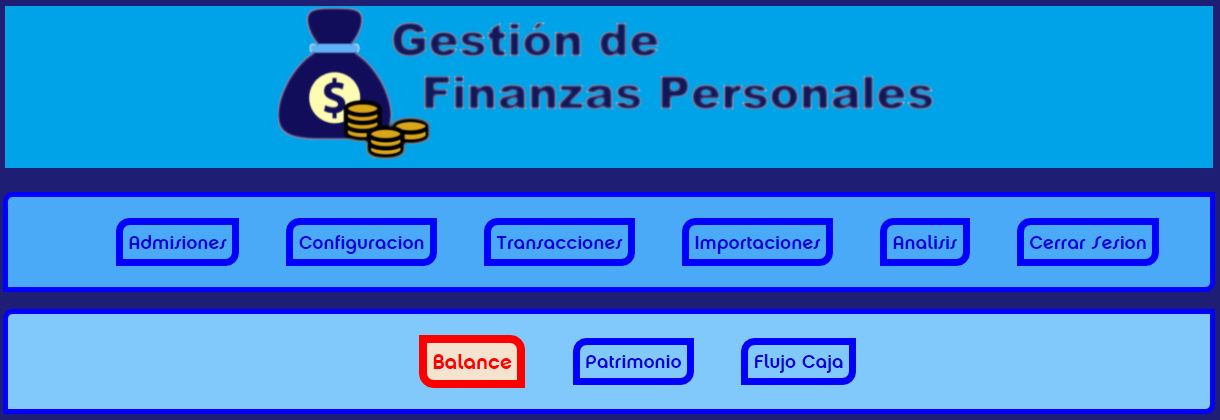 Gestión de
Finanzas Personales
$
Admisiones Configuracion Transacciones Importaciones Analisis Cerrar Sesion
Balance Patrimonio Flujo Caja